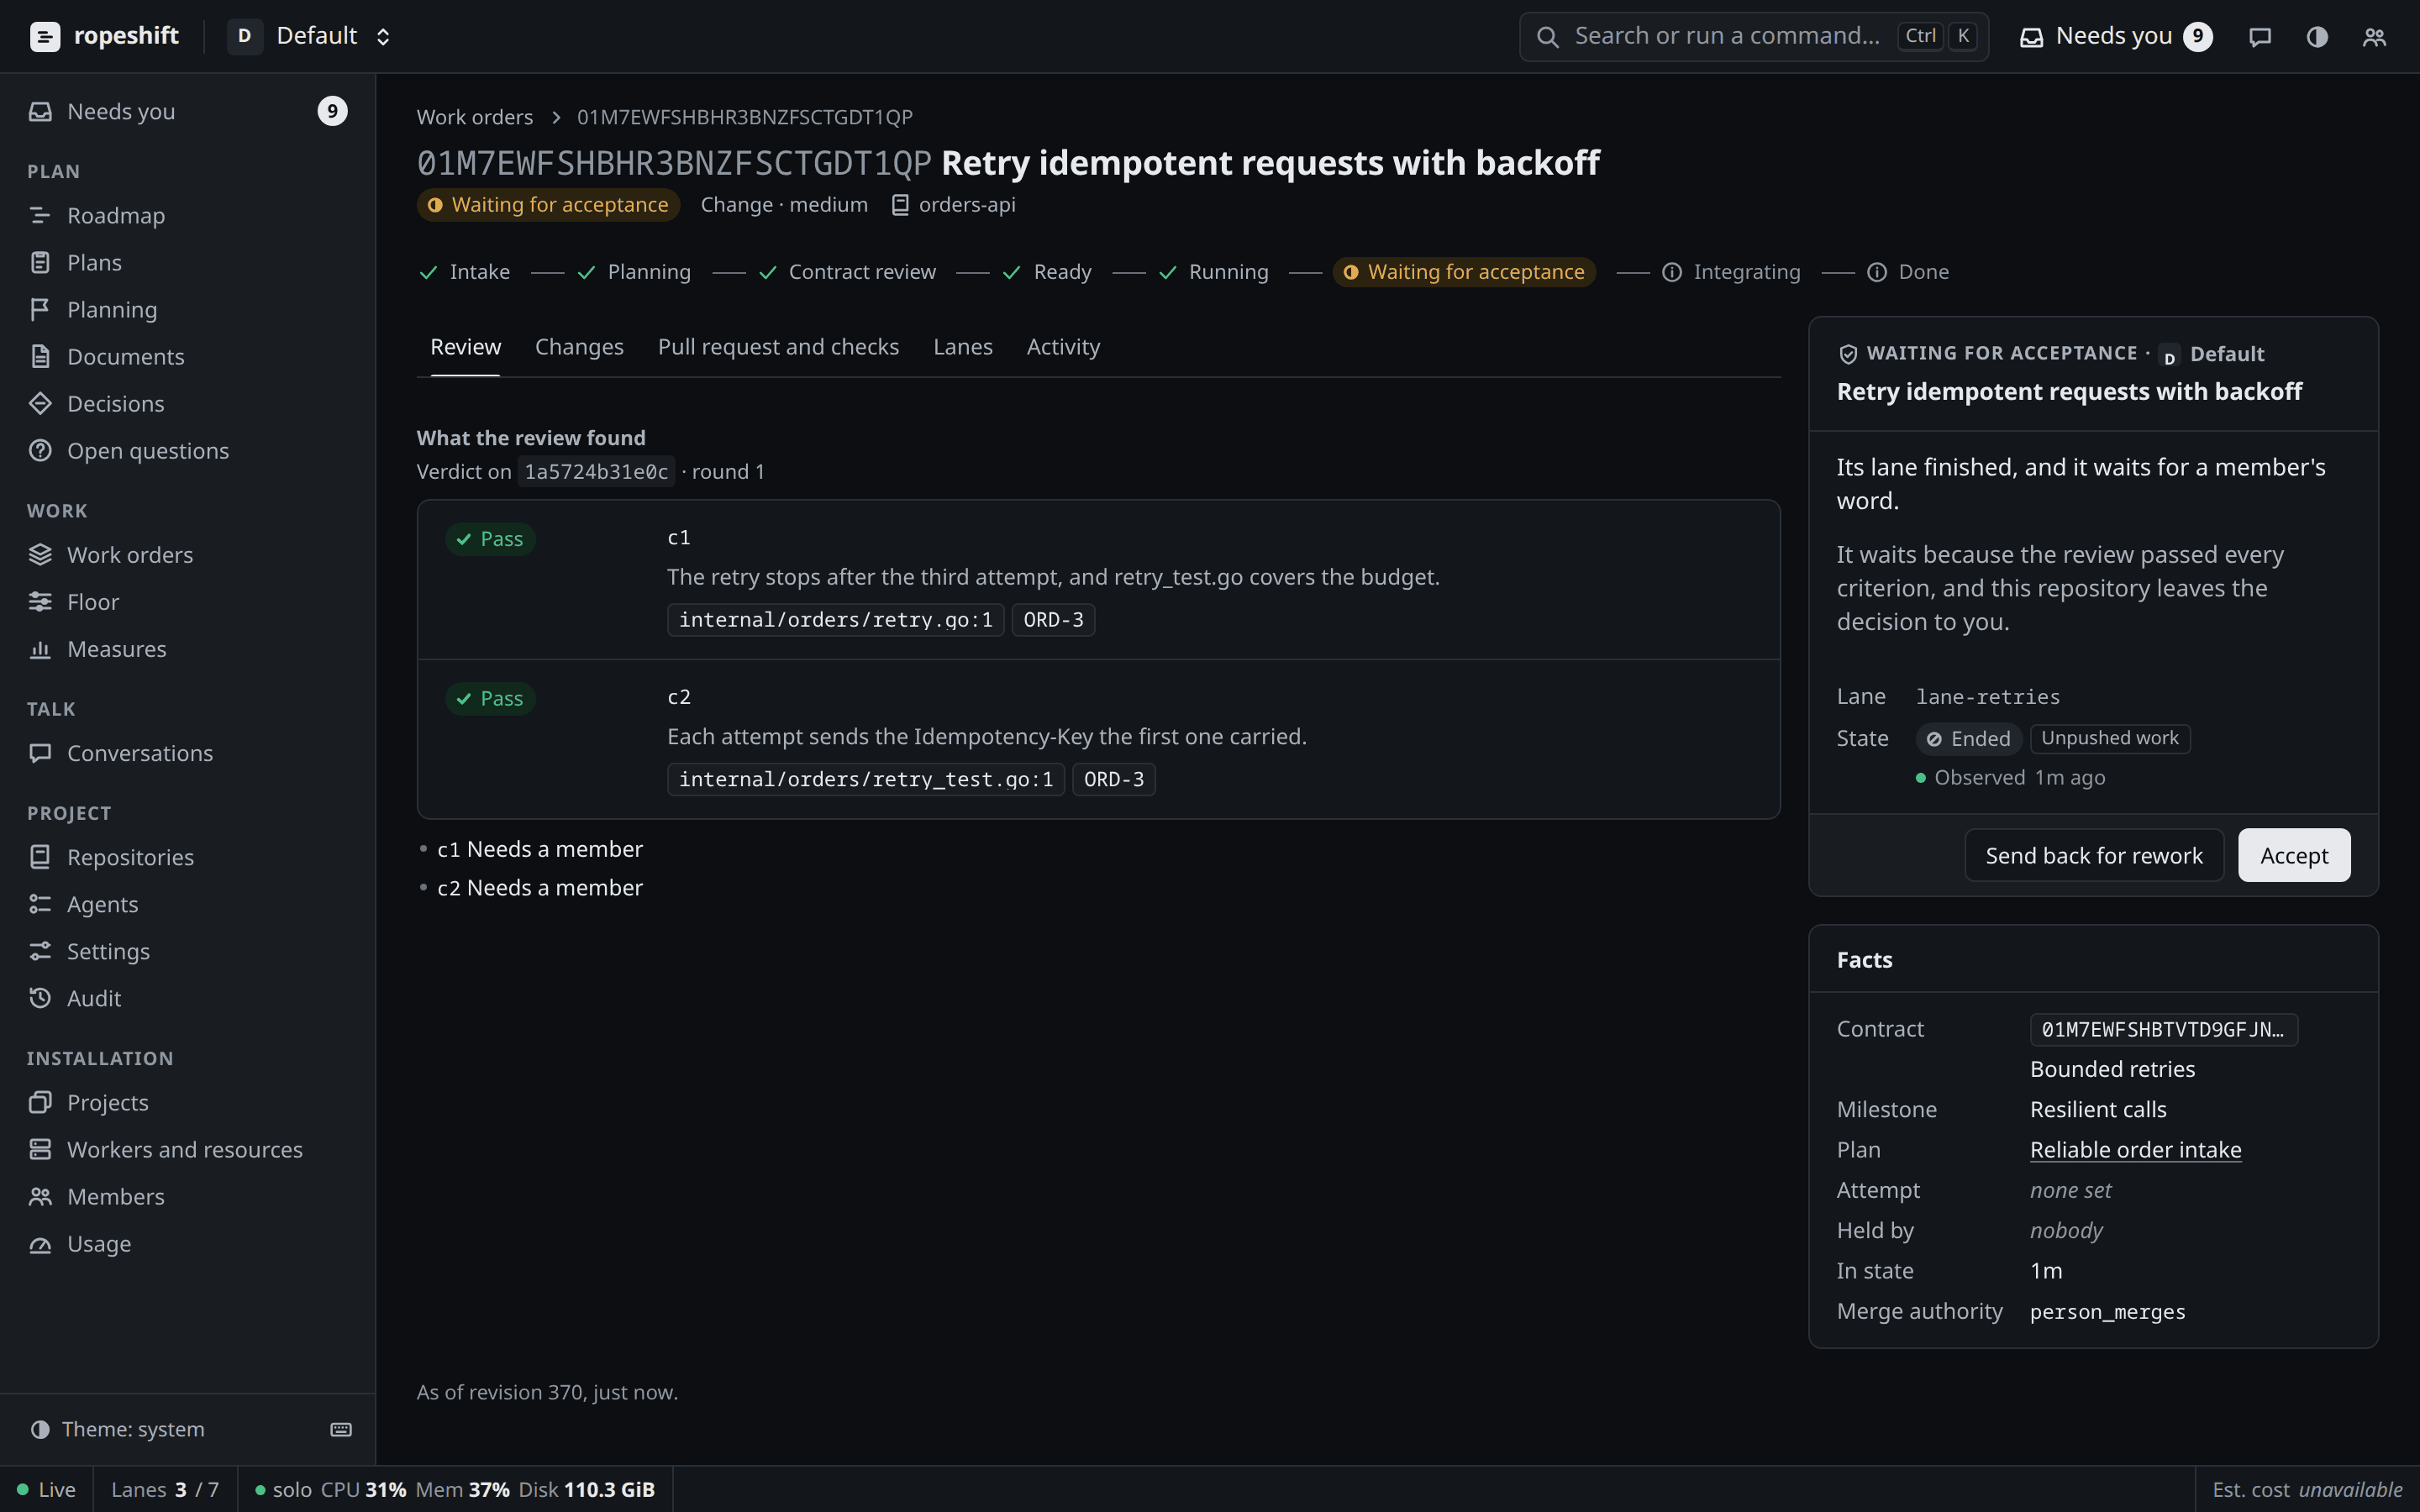 ropeshift
D Default
Search or run a command... Ctrl K
Needs you 9
Needs you 9
PLAN
Roadmap
Plans
Planning
Documents
Decisions
Open questions
WORK
Work orders
Floor
Measures
TALK
Conversations
PROJECT
Repositories
Agents
Settings
Audit
INSTALLATION
Projects
Workers and resources
Members
Usage
Theme: system
Work orders > 01M7EWFSHBHR3BNZFSCTGDT1QP
01M7EWFSHBHR3BNZFSCTGDT1QP Retry idempotent requests with backoff
Waiting for acceptance Change · medium orders-api
Intake Planning Contract review Ready Running Waiting for acceptance Integrating Done
Review Changes Pull request and checks Lanes Activity
What the review found
Verdict on 1a5724b31e0c · round 1
Pass c1
The retry stops after the third attempt, and retry_test.go covers the budget.
internal/orders/retry.go:1 ORD-3
Pass c2
Each attempt sends the Idempotency-Key the first one carried.
internal/orders/retry_test.go:1 ORD-3
c1 Needs a member
c2 Needs a member
As of revision 370, just now.
WAITING FOR ACCEPTANCE · D Default
Retry idempotent requests with backoff
Its lane finished, and it waits for a member's
word.
It waits because the review passed every
criterion, and this repository leaves the
decision to you.
Lane lane-retries
State Ended Unpushed work
Observed 1m ago
Send back for rework Accept
Facts
Contract 01M7EWFSHBTVTD9GFJN…
Bounded retries
Milestone Resilient calls
Plan Reliable order intake
Attempt none set
Held by nobody
In state 1m
Merge authority person_merges
Live Lanes 3 / 7 solo CPU 31% Mem 37% Disk 110.3 GiB Est. cost unavailable